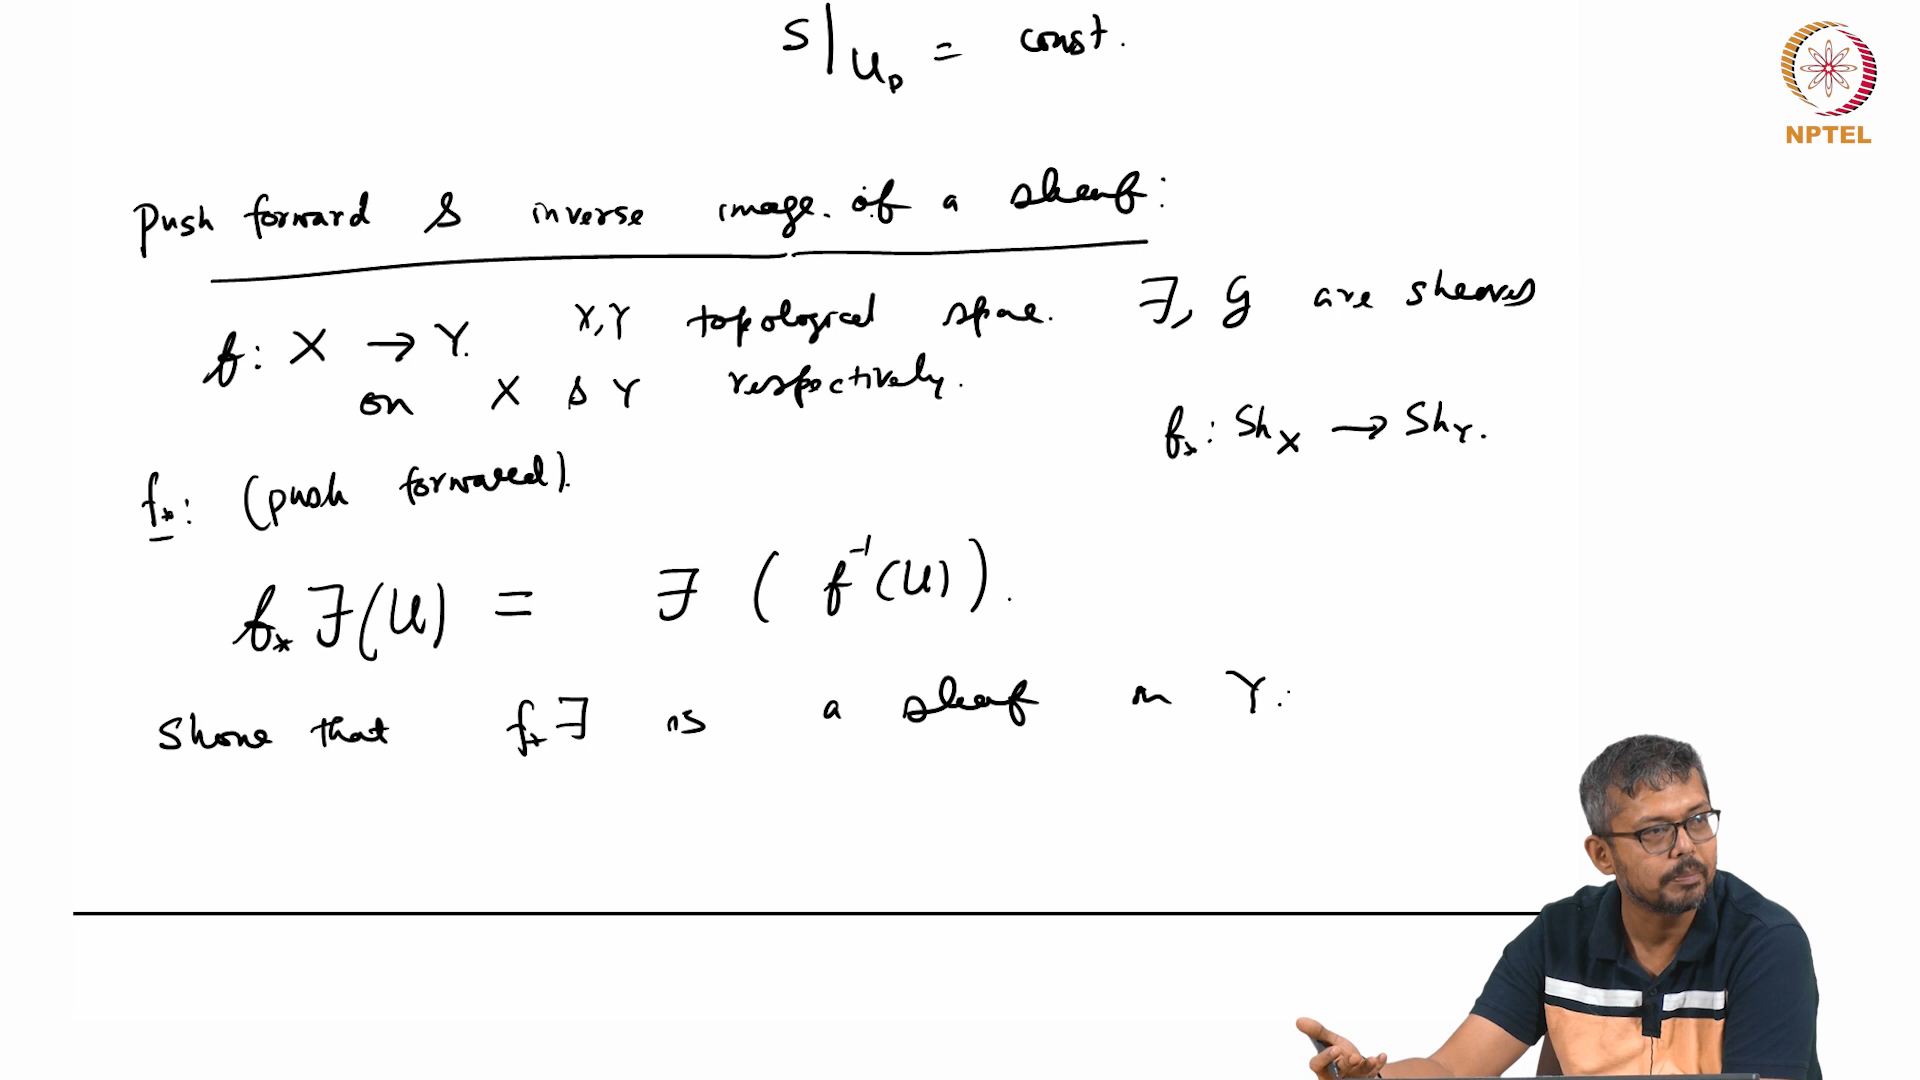 S|_{U_p} = const.
NPTEL
Push forward & inverse image. of a sheaf:
f: X → Y. X, Y topological spae. ℱ, G are sheaves
on X & Y respectively.
f_*: Sh_X → Sh_Y.
f_*: (push forward).
f_* ℱ(U) = ℱ ( f^{-1}(U) ).
Show that f_* ℱ is a sheaf on Y.